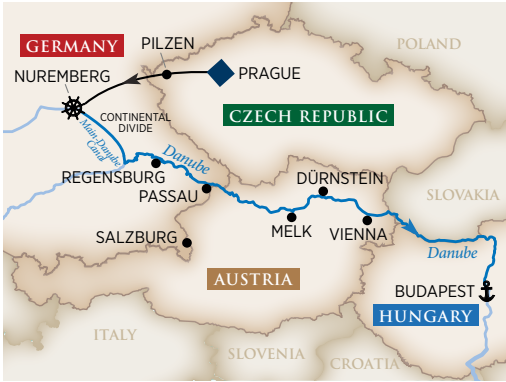 GERMANY
PILZEN
POLAND
NUREMBERG
PRAGUE
CONTINENTAL
DIVIDE
CZECH REPUBLIC
Main-Danube
Canal
Danube
REGENSBURG
PASSAU
DÜRNSTEIN
SLOVAKIA
SALZBURG
MELK
VIENNA
Danube
AUSTRIA
BUDAPEST
HUNGARY
ITALY
SLOVENIA
CROATIA